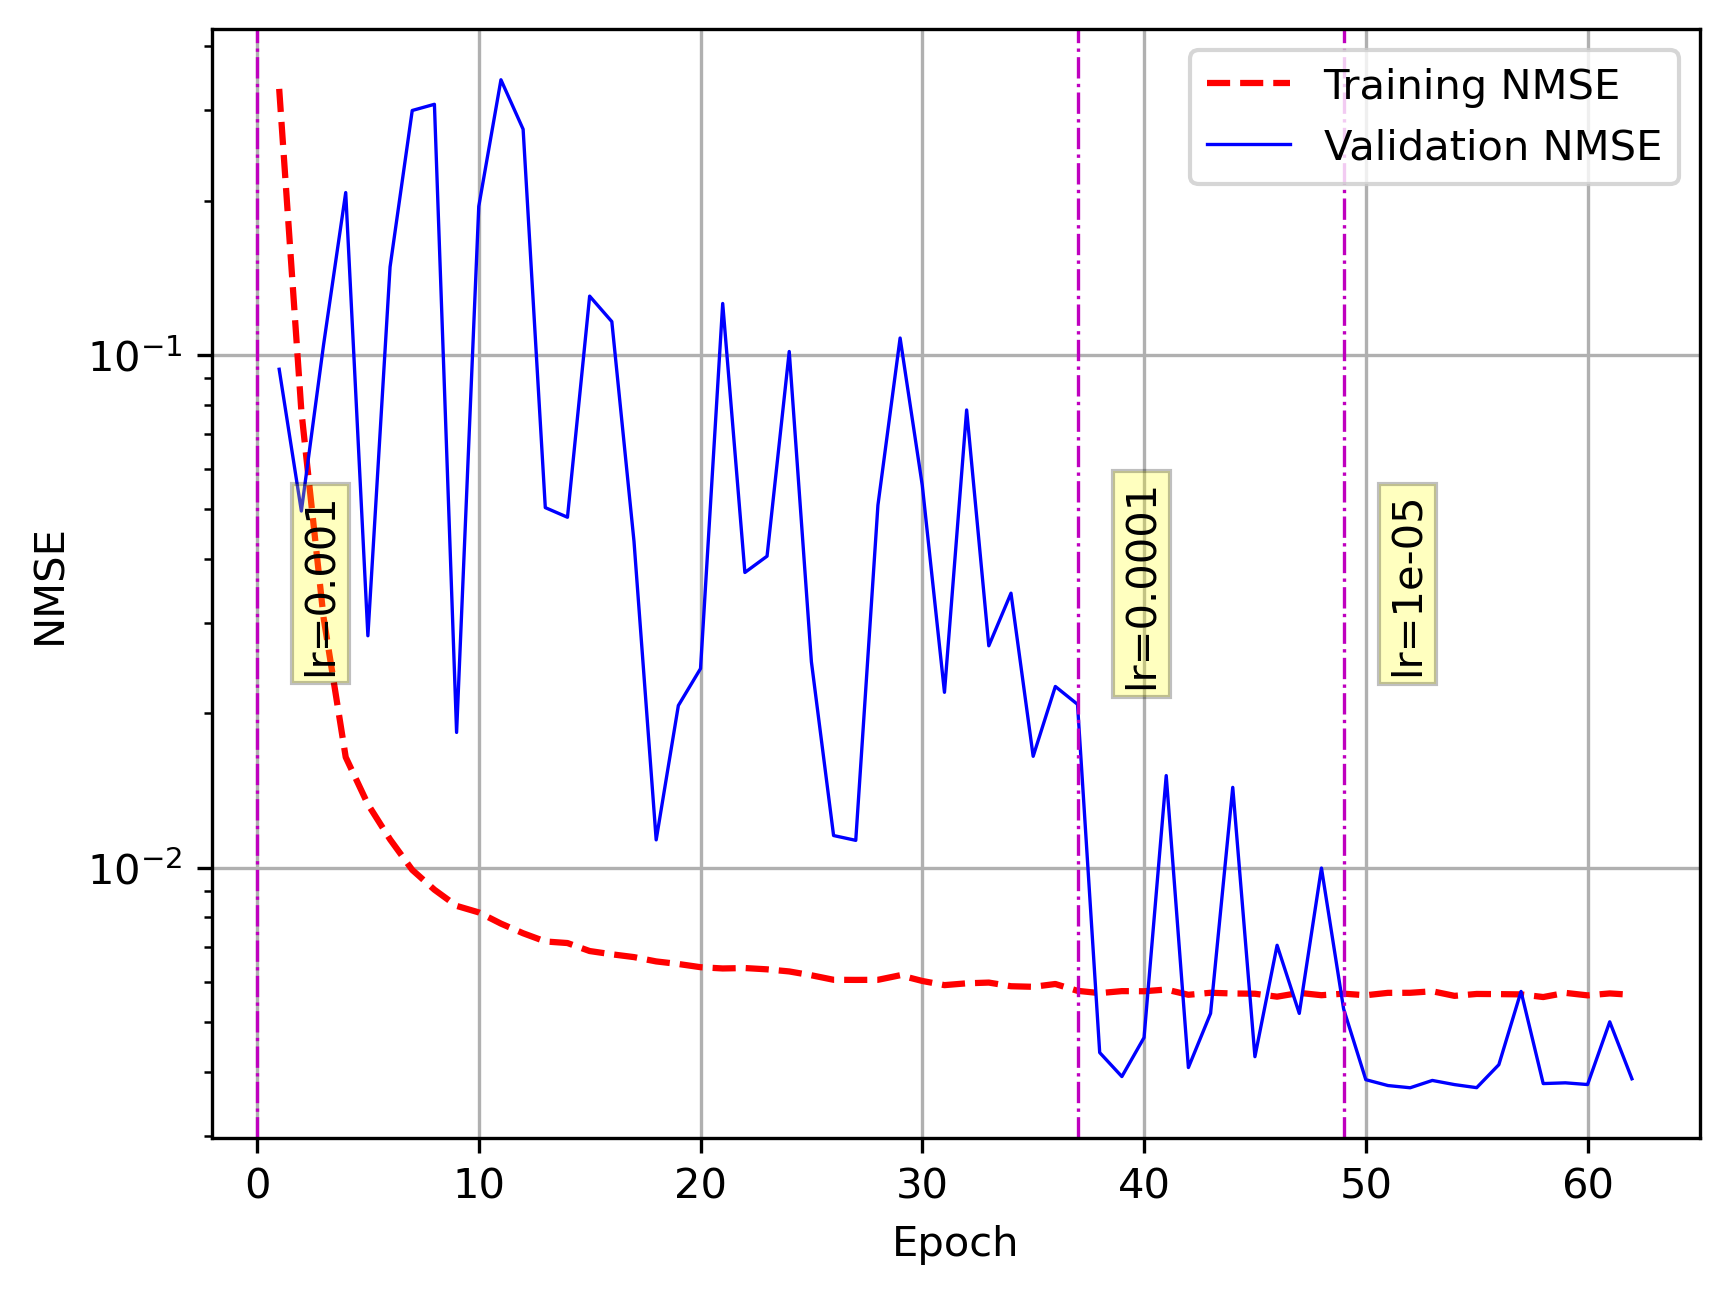 Training NMSE
Validation NMSE
10⁻¹
10⁻²
NMSE
lr=0.001
lr=0.0001
lr=1e-05
0 10 20 30 40 50 60
Epoch